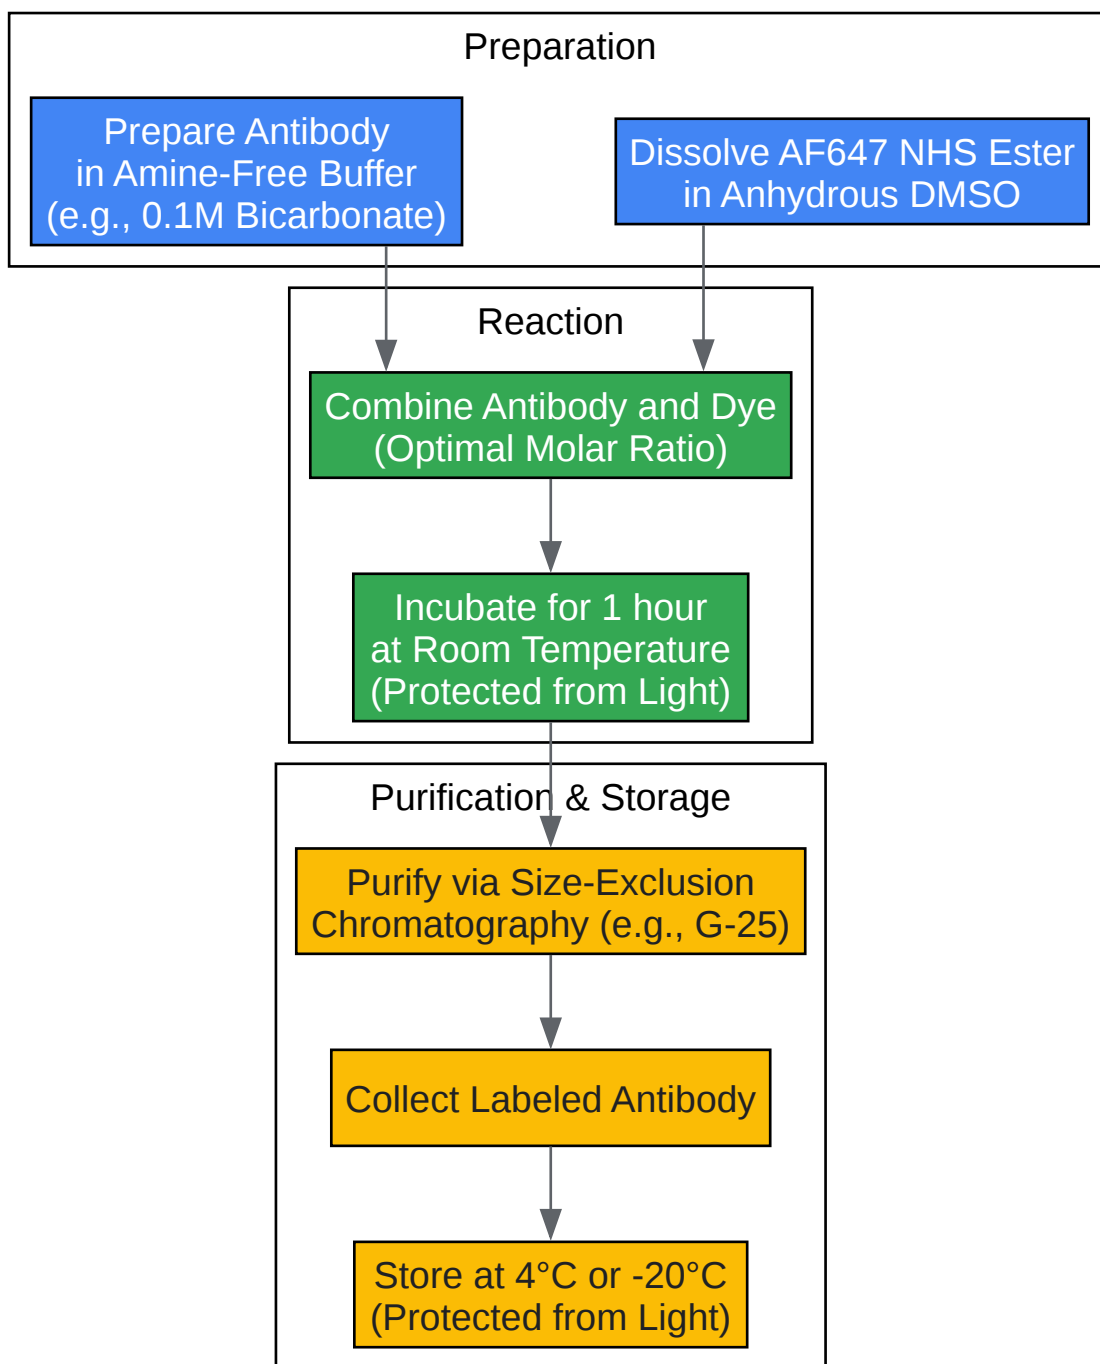 Preparation
Prepare Antibody
in Amine-Free Buffer
(e.g., 0.1M Bicarbonate)
Dissolve AF647 NHS Ester
in Anhydrous DMSO
Reaction
Combine Antibody and Dye
(Optimal Molar Ratio)
Incubate for 1 hour
at Room Temperature
(Protected from Light)
Purification & Storage
Purify via Size-Exclusion
Chromatography (e.g., G-25)
Collect Labeled Antibody
Store at 4°C or -20°C
(Protected from Light)